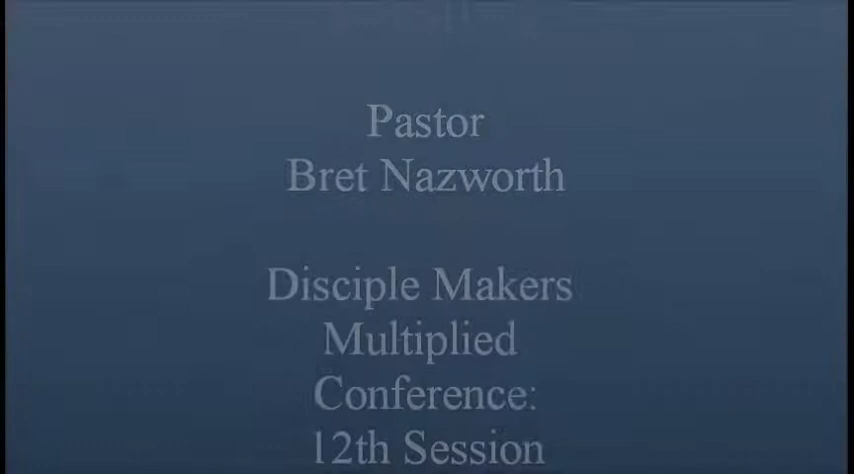 Pastor
Bret Nazworth
Disciple Makers
Multiplied
Conference:
12th Session